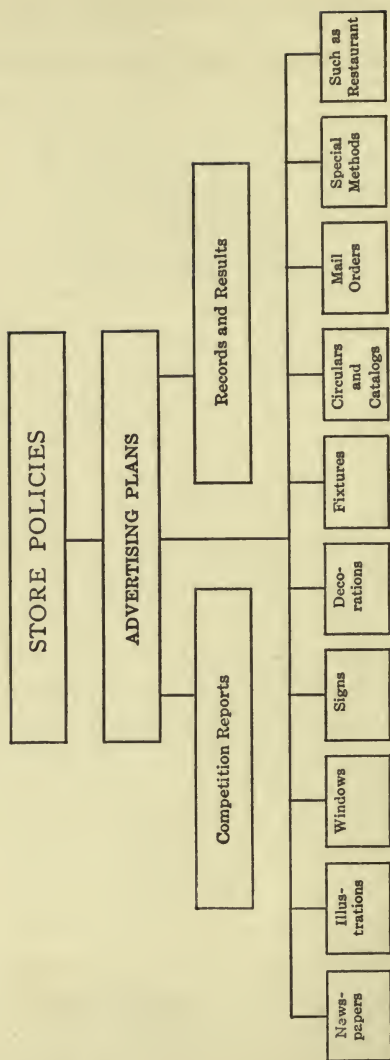 STORE POLICIES
ADVERTISING PLANS
Competition Reports
Records and Results
News-
papers
Illus-
trations
Windows
Signs
Deco-
rations
Fixtures
Circulars
and
Catalogs
Mail
Orders
Special
Methods
Such as
Restaurant